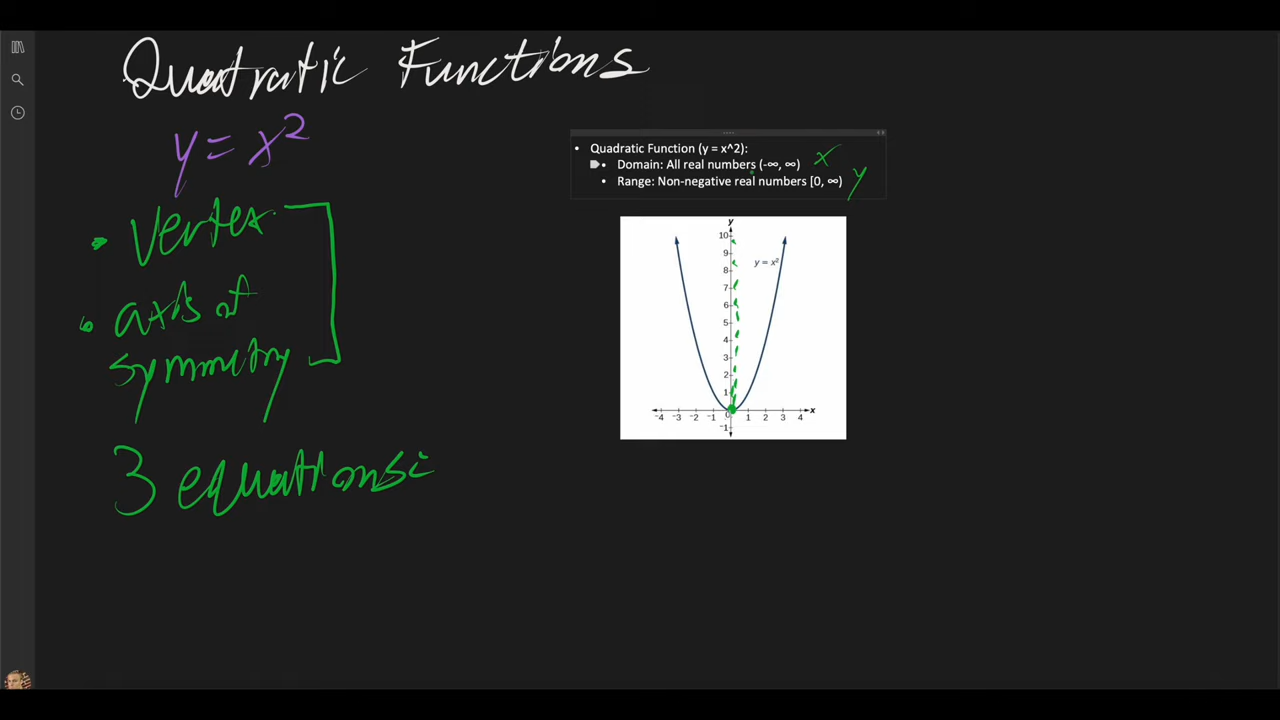 Quadratic Functions
y = x²
• Vertex
• axis of
symmetry
3 equations:
• Quadratic Function (y = x^2):
• Domain: All real numbers (-∞, ∞) x
• Range: Non-negative real numbers [0, ∞) y
y
10
9
8
7
6
5
4
3
2
1
0
-1
y = x²
-4 -3 -2 -1 1 2 3 4 x